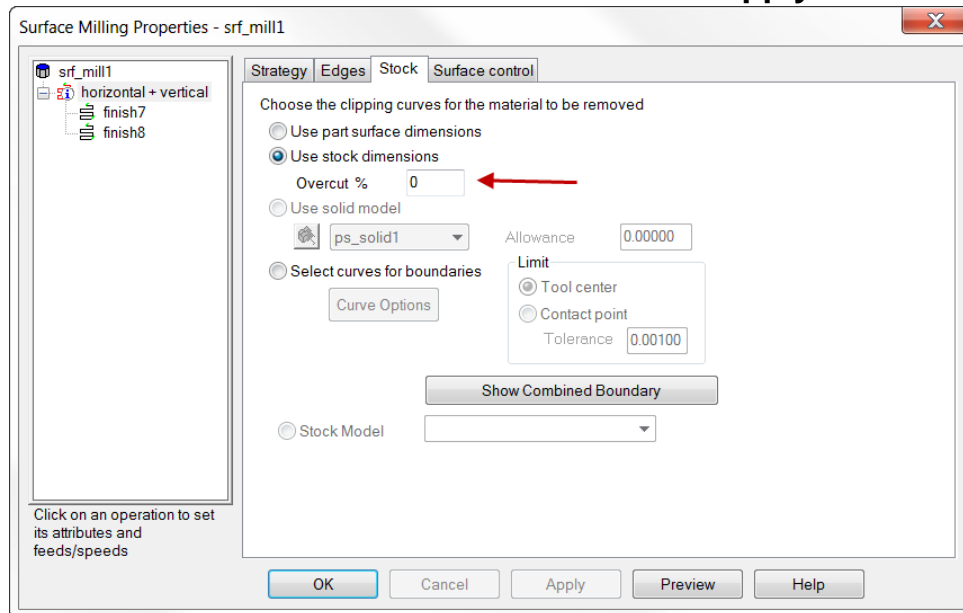 Apply
Surface Milling Properties - srf_mill1
X
srf_mill1
horizontal + vertical
finish7
finish8
Click on an operation to set
its attributes and
feeds/speeds
Strategy Edges Stock Surface control
Choose the clipping curves for the material to be removed
Use part surface dimensions
Use stock dimensions
Overcut % 0
Use solid model
ps_solid1 Allowance 0.00000
Select curves for boundaries
Curve Options
Limit
Tool center
Contact point
Tolerance 0.00100
Show Combined Boundary
Stock Model
OK Cancel Apply Preview Help